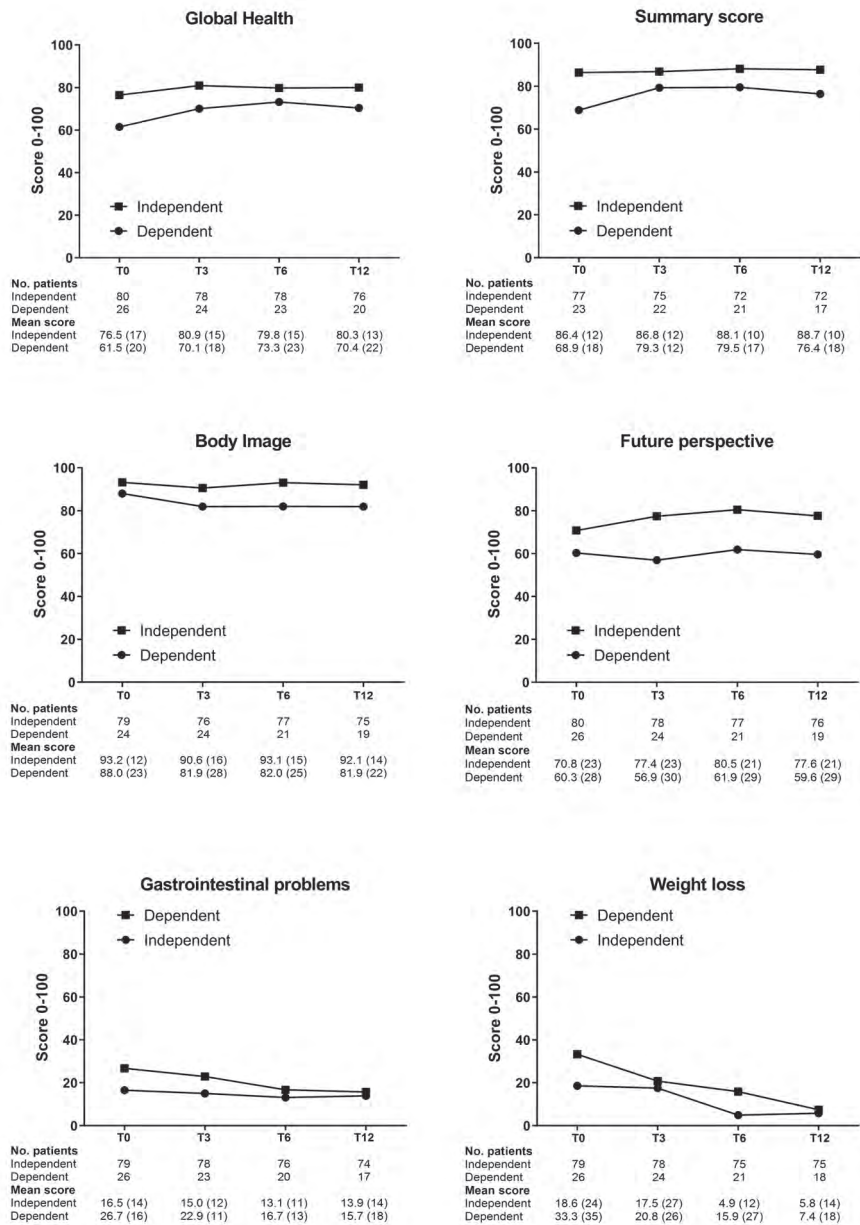 Global Health
100
80
60
40
20
0
Score 0-100
Independent
Dependent
T0 T3 T6 T12
No. patients
Independent 80 78 78 76
Dependent 26 24 23 20
Mean score
Independent 76.5 (17) 80.9 (15) 79.8 (15) 80.3 (13)
Dependent 61.5 (20) 70.1 (18) 73.3 (23) 70.4 (22)
Summary score
100
80
60
40
20
0
Score 0-100
Independent
Dependent
T0 T3 T6 T12
No. patients
Independent 77 75 72 72
Dependent 23 22 21 17
Mean score
Independent 86.4 (12) 86.8 (12) 88.1 (10) 88.7 (10)
Dependent 68.9 (18) 79.3 (12) 79.5 (17) 76.4 (18)
Body Image
100
80
60
40
20
0
Score 0-100
Independent
Dependent
T0 T3 T6 T12
No. patients
Independent 79 76 77 75
Dependent 24 24 21 19
Mean score
Independent 93.2 (12) 90.6 (16) 93.1 (15) 92.1 (14)
Dependent 88.0 (23) 81.9 (28) 82.0 (25) 81.9 (22)
Future perspective
100
80
60
40
20
0
Score 0-100
Independent
Dependent
T0 T3 T6 T12
No. patients
Independent 80 78 77 76
Dependent 26 24 21 19
Mean score
Independent 70.8 (23) 77.4 (23) 80.5 (21) 77.6 (21)
Dependent 60.3 (28) 56.9 (30) 61.9 (29) 59.6 (29)
Gastrointestinal problems
100
80
60
40
20
0
Score 0-100
Dependent
Independent
T0 T3 T6 T12
No. patients
Independent 79 78 76 74
Dependent 26 23 20 17
Mean score
Independent 16.5 (14) 15.0 (12) 13.1 (11) 13.9 (14)
Dependent 26.7 (16) 22.9 (11) 16.7 (13) 15.7 (18)
Weight loss
100
80
60
40
20
0
Score 0-100
Dependent
Independent
T0 T3 T6 T12
No. patients
Independent 79 78 75 75
Dependent 26 24 21 18
Mean score
Independent 18.6 (24) 17.5 (27) 4.9 (12) 5.8 (14)
Dependent 33.3 (35) 20.8 (26) 15.9 (27) 7.4 (18)